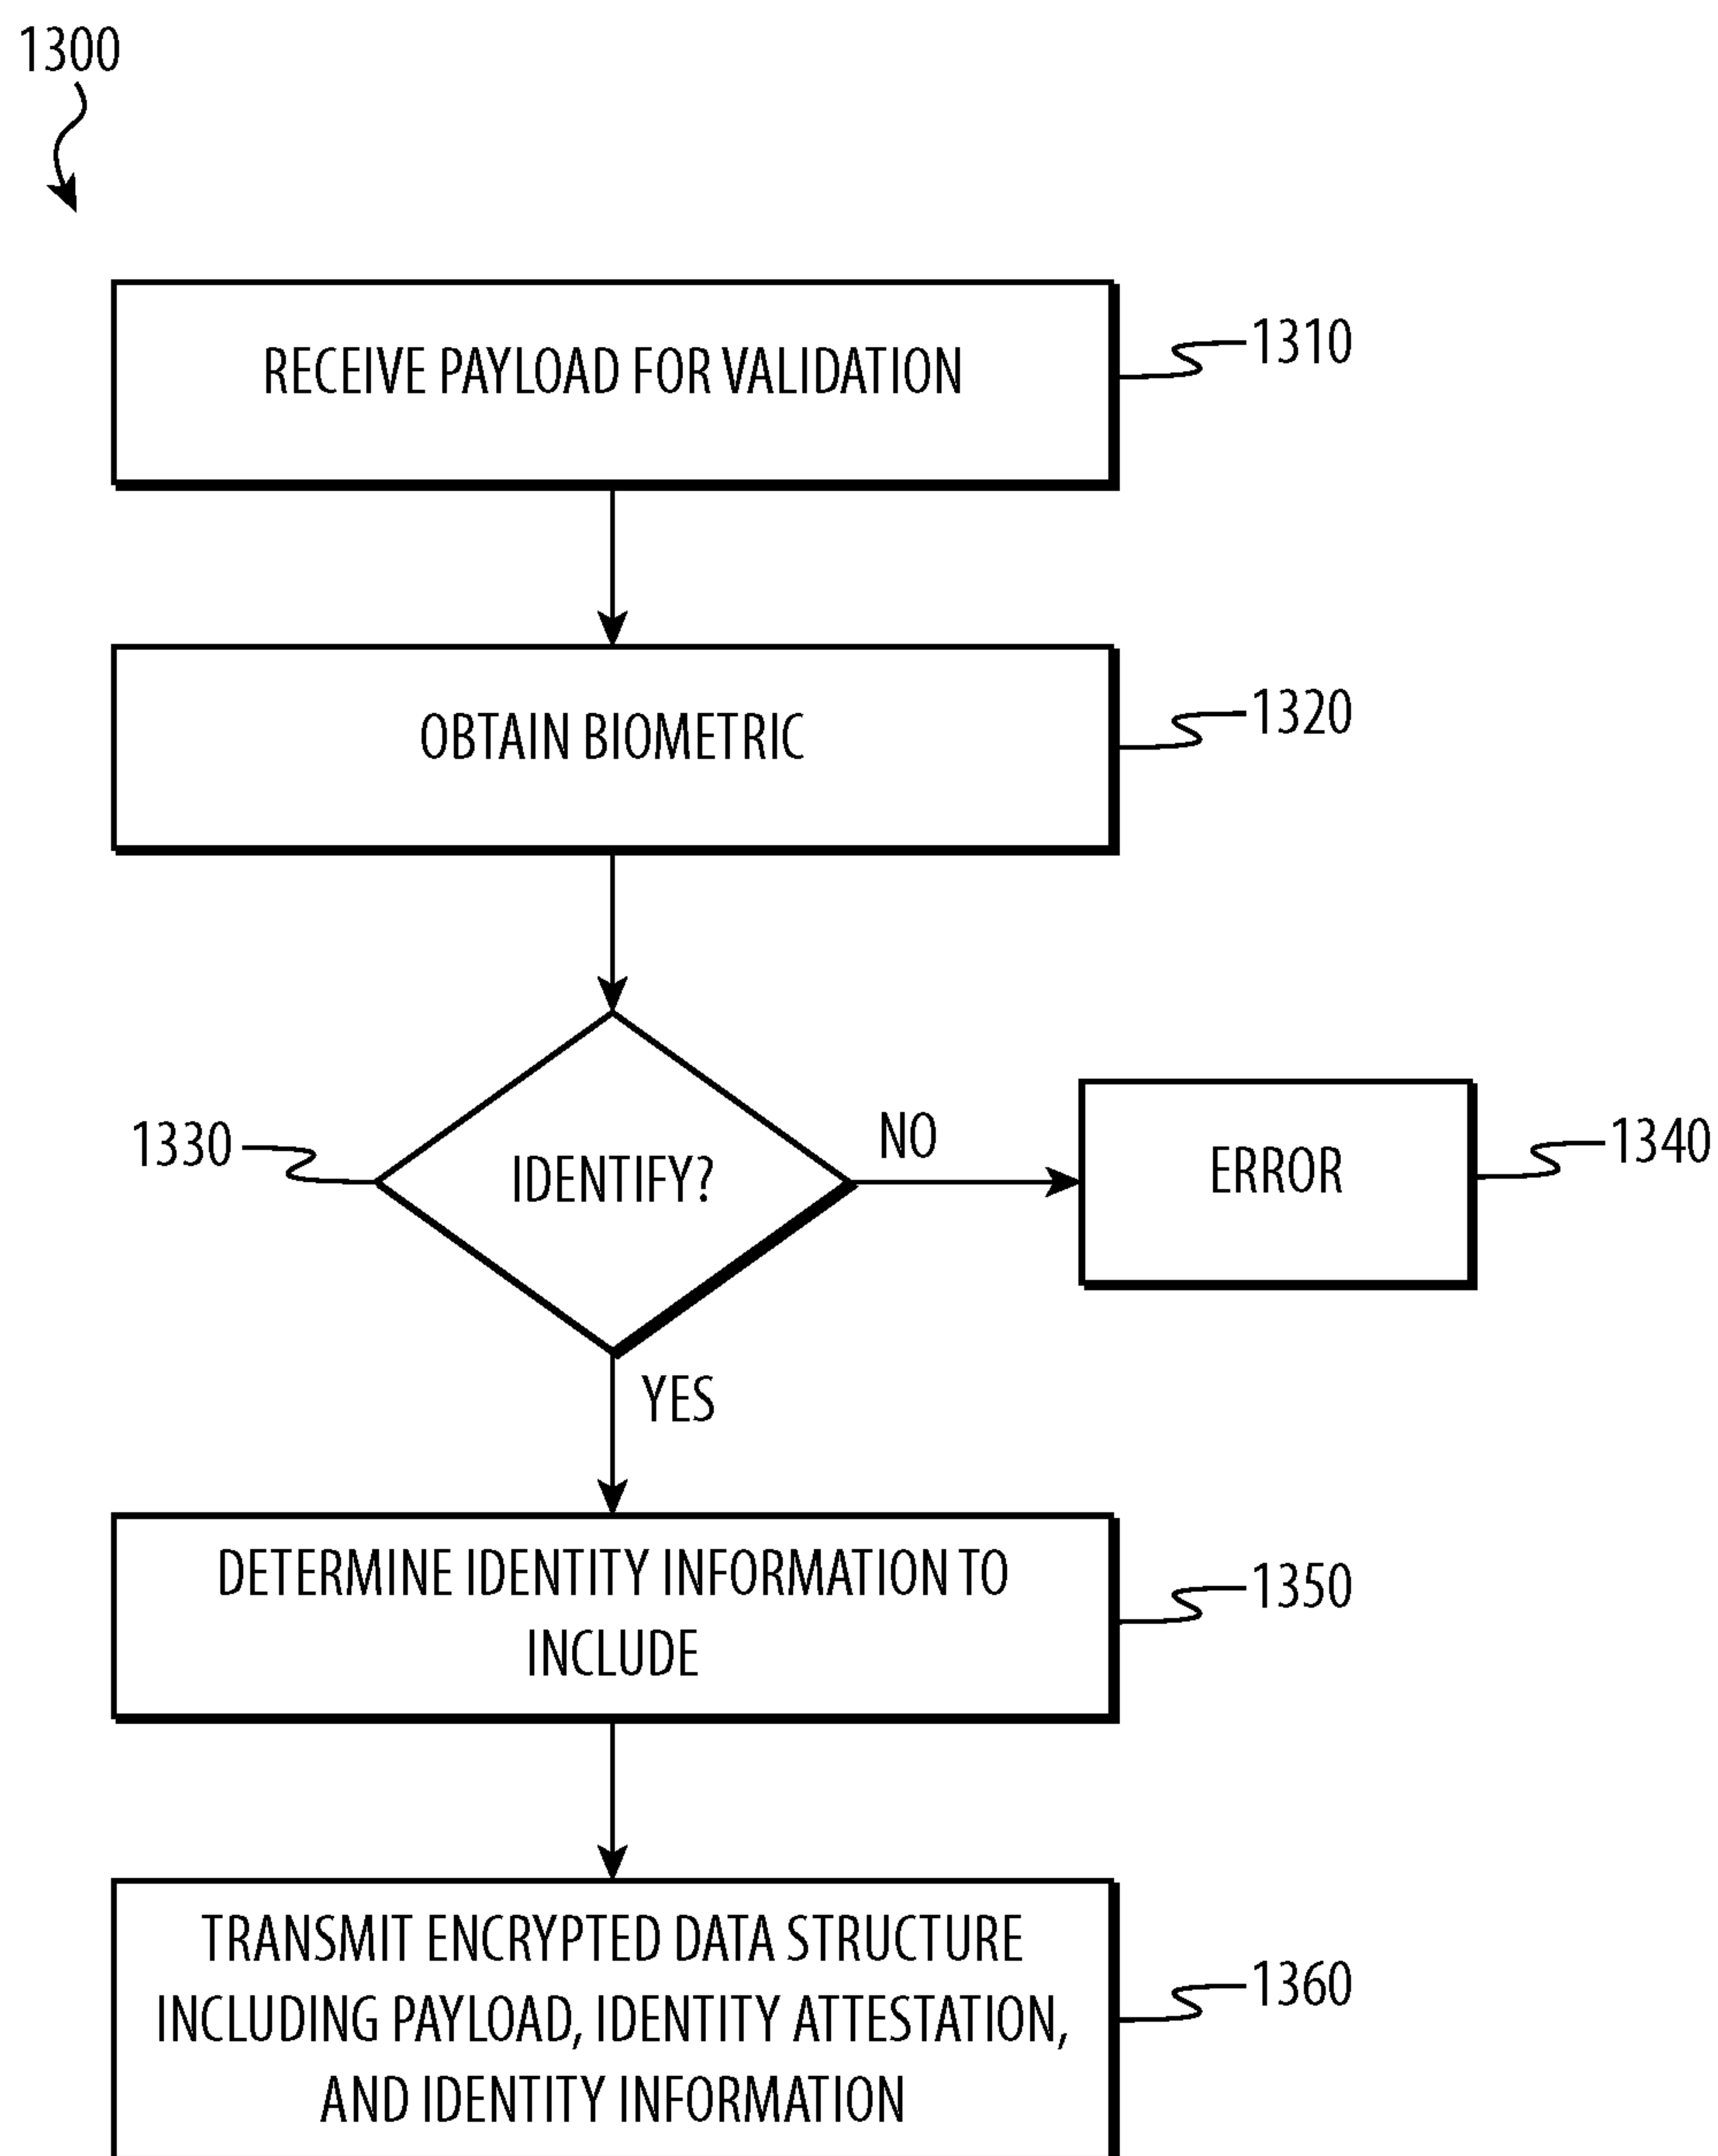 1300
RECEIVE PAYLOAD FOR VALIDATION
1310
OBTAIN BIOMETRIC
1320
1330
IDENTIFY?
NO
ERROR
1340
YES
DETERMINE IDENTITY INFORMATION TO
INCLUDE
1350
TRANSMIT ENCRYPTED DATA STRUCTURE
INCLUDING PAYLOAD, IDENTITY ATTESTATION,
AND IDENTITY INFORMATION
1360